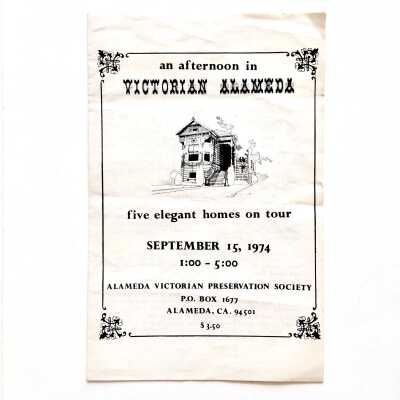 an afternoon in
VICTORIAN ALAMEDA
five elegant homes on tour
SEPTEMBER 15, 1974
1:00 – 5:00
ALAMEDA VICTORIAN PRESERVATION SOCIETY
P.O. BOX 1677
ALAMEDA, CA. 94501
$3.50